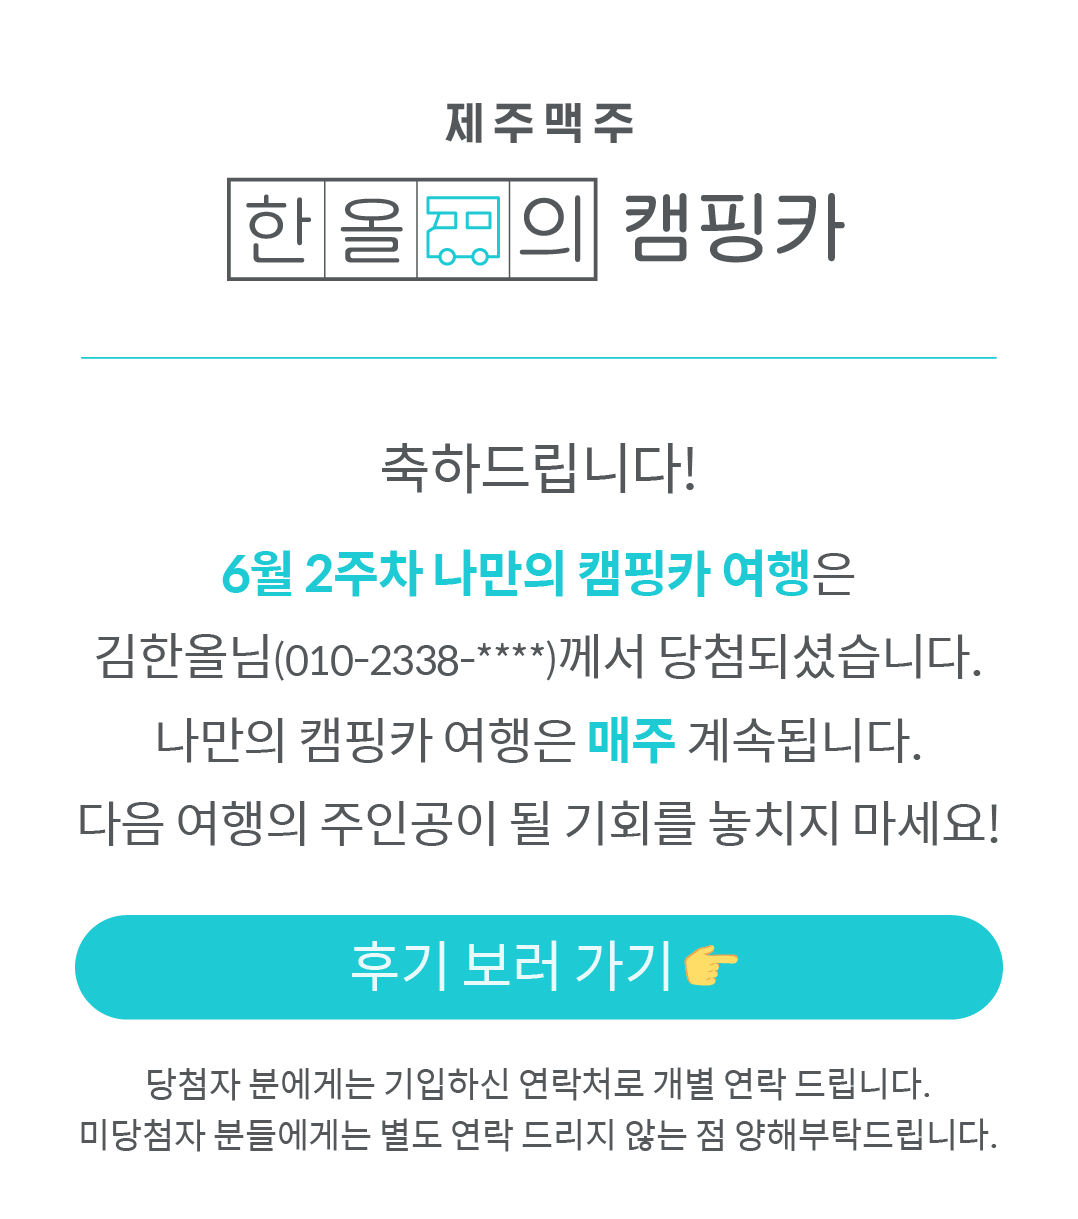 제주맥주
한올의 캠핑카
축하드립니다!
6월 2주차 나만의 캠핑카 여행은
김한올님(010-2338-****)께서 당첨되셨습니다.
나만의 캠핑카 여행은 매주 계속됩니다.
다음 여행의 주인공이 될 기회를 놓치지 마세요!
후기 보러 가기👉
당첨자 분에게는 기입하신 연락처로 개별 연락 드립니다.
미당첨자 분들에게는 별도 연락 드리지 않는 점 양해부탁드립니다.